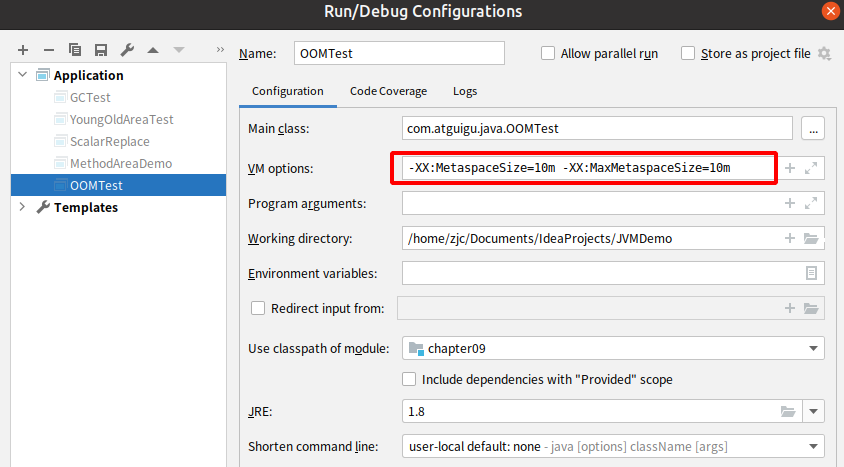 Run/Debug Configurations
Name: OOMTest Allow parallel run Store as project file
Application
GCTest
YoungOldAreaTest
ScalarReplace
MethodAreaDemo
OOMTest
Templates
Configuration Code Coverage Logs
Main class: com.atguigu.java.OOMTest ...
VM options: -XX:MetaspaceSize=10m -XX:MaxMetaspaceSize=10m
Program arguments:
Working directory: /home/zjc/Documents/IdeaProjects/JVMDemo
Environment variables:
Redirect input from:
Use classpath of module: chapter09
Include dependencies with "Provided" scope
JRE: 1.8
Shorten command line: user-local default: none - java [options] className [args]